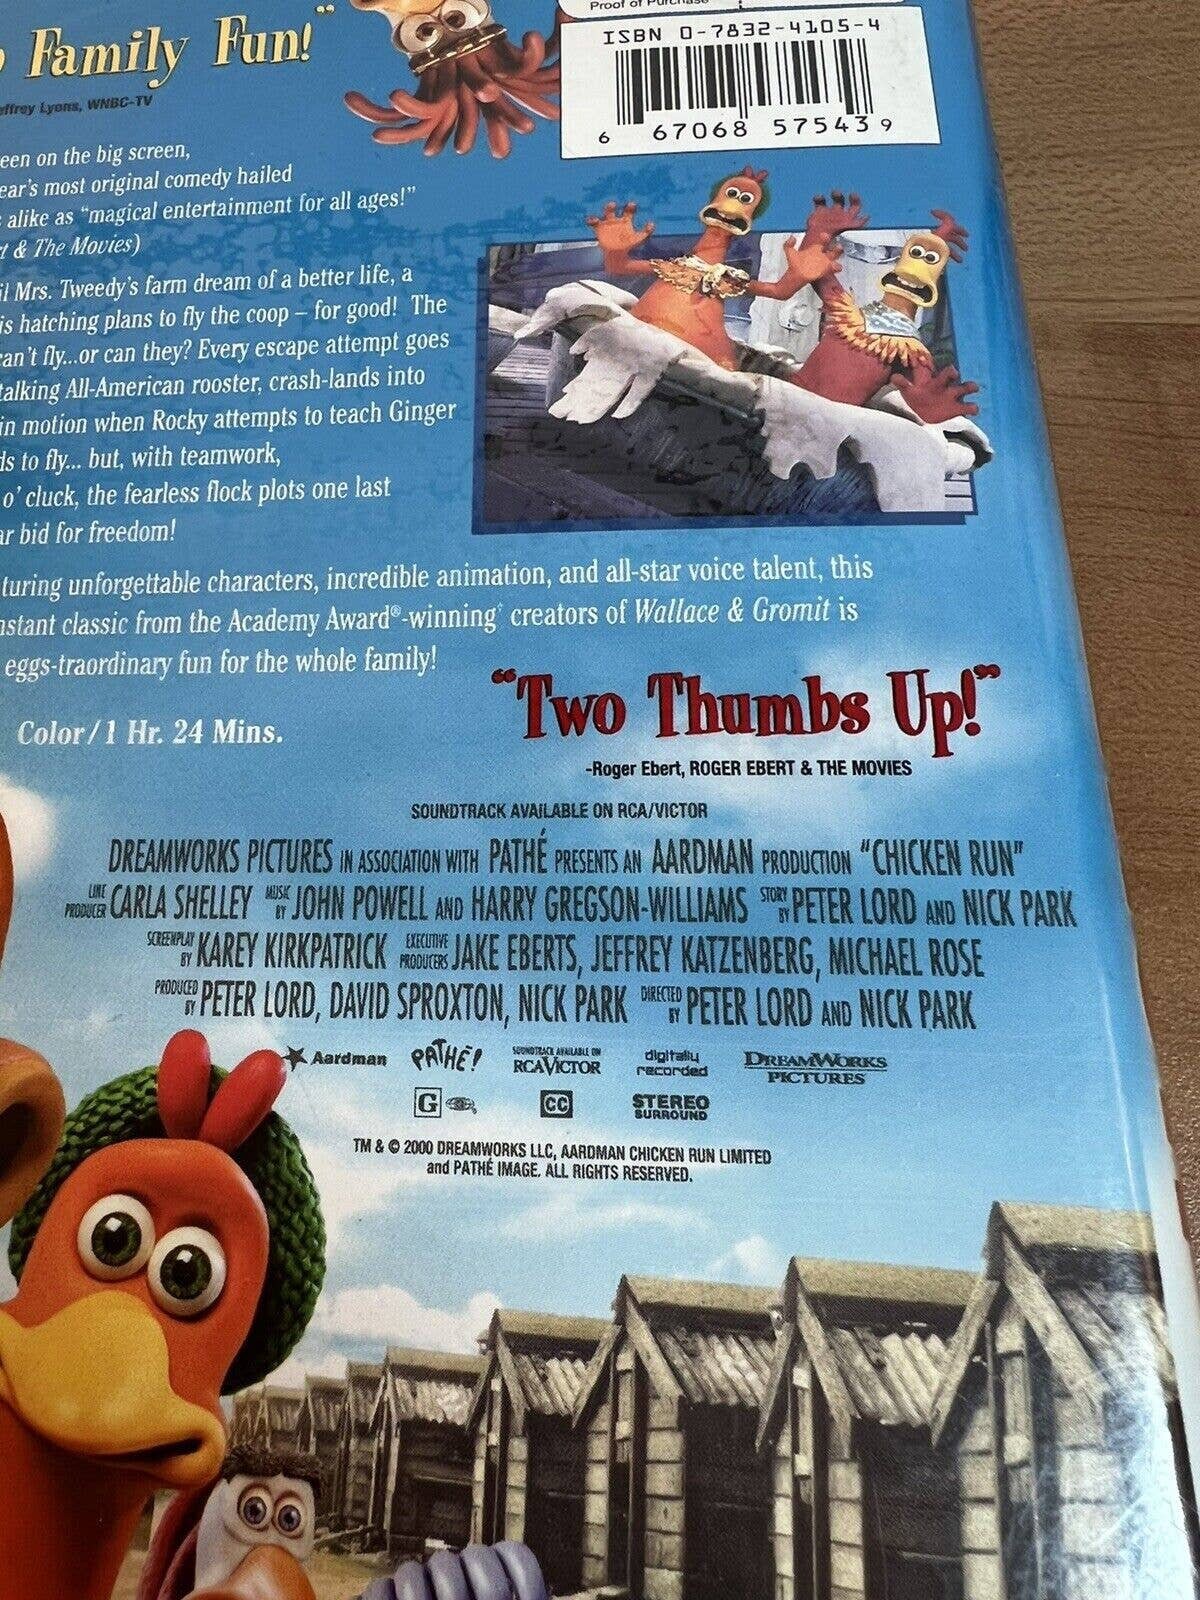 Family Fun!"
Jeffrey Lyons, WNBC-TV
Proof of Purchase
ISBN 0-7832-4105-4
6 67068 57543 9
een on the big screen,
ear's most original comedy hailed
alike as "magical entertainment for all ages!"
& The Movies)
il Mrs. Tweedy's farm dream of a better life, a
is hatching plans to fly the coop – for good! The
an't fly...or can they? Every escape attempt goes
talking All-American rooster, crash-lands into
in motion when Rocky attempts to teach Ginger
ds to fly... but, with teamwork,
o' cluck, the fearless flock plots one last
ar bid for freedom!
turing unforgettable characters, incredible animation, and all-star voice talent, this
nstant classic from the Academy Award®-winning† creators of Wallace & Gromit is
eggs-traordinary fun for the whole family!
Color/1 Hr. 24 Mins.
"Two Thumbs Up!"
-Roger Ebert, ROGER EBERT & THE MOVIES
SOUNDTRACK AVAILABLE ON RCA/VICTOR
DREAMWORKS PICTURES IN ASSOCIATION WITH PATHÉ PRESENTS AN AARDMAN PRODUCTION "CHICKEN RUN"
LINE PRODUCER CARLA SHELLEY MUSIC BY JOHN POWELL AND HARRY GREGSON-WILLIAMS STORY BY PETER LORD AND NICK PARK
SCREENPLAY BY KAREY KIRKPATRICK EXECUTIVE PRODUCERS JAKE EBERTS, JEFFREY KATZENBERG, MICHAEL ROSE
PRODUCED BY PETER LORD, DAVID SPROXTON, NICK PARK DIRECTED BY PETER LORD AND NICK PARK
Aardman PATHÉ! SOUNDTRACK AVAILABLE ON RCA VICTOR digitally recorded DREAMWORKS PICTURES
G CC STEREO SURROUND
TM & © 2000 DREAMWORKS LLC, AARDMAN CHICKEN RUN LIMITED
and PATHÉ IMAGE. ALL RIGHTS RESERVED.